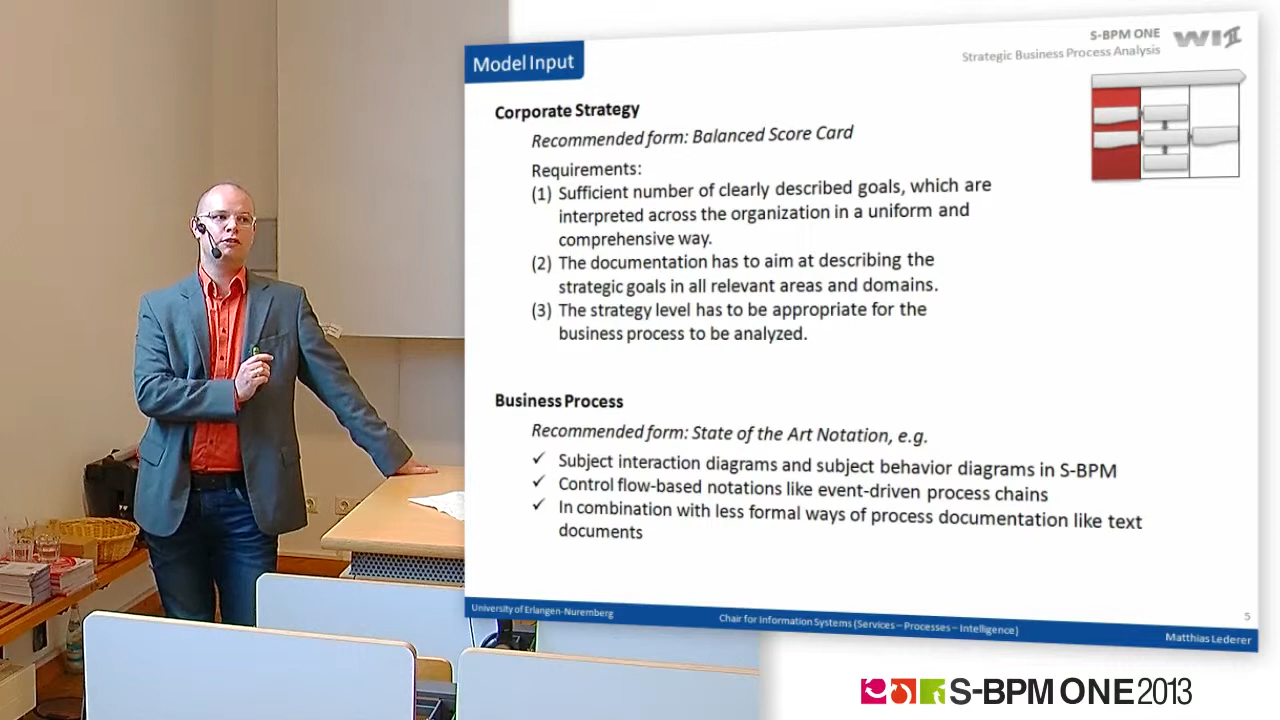 S-BPM ONE
Strategic Business Process Analysis
WI II
Model Input
Corporate Strategy
Recommended form: Balanced Score Card
Requirements:
(1) Sufficient number of clearly described goals, which are
interpreted across the organization in a uniform and
comprehensive way.
(2) The documentation has to aim at describing the
strategic goals in all relevant areas and domains.
(3) The strategy level has to be appropriate for the
business process to be analyzed.
Business Process
Recommended form: State of the Art Notation, e.g.
✓ Subject interaction diagrams and subject behavior diagrams in S-BPM
✓ Control flow-based notations like event-driven process chains
✓ In combination with less formal ways of process documentation like text
documents
5
University of Erlangen-Nuremberg
Chair for Information Systems (Services – Processes – Intelligence)
Matthias Lederer
S-BPM ONE 2013